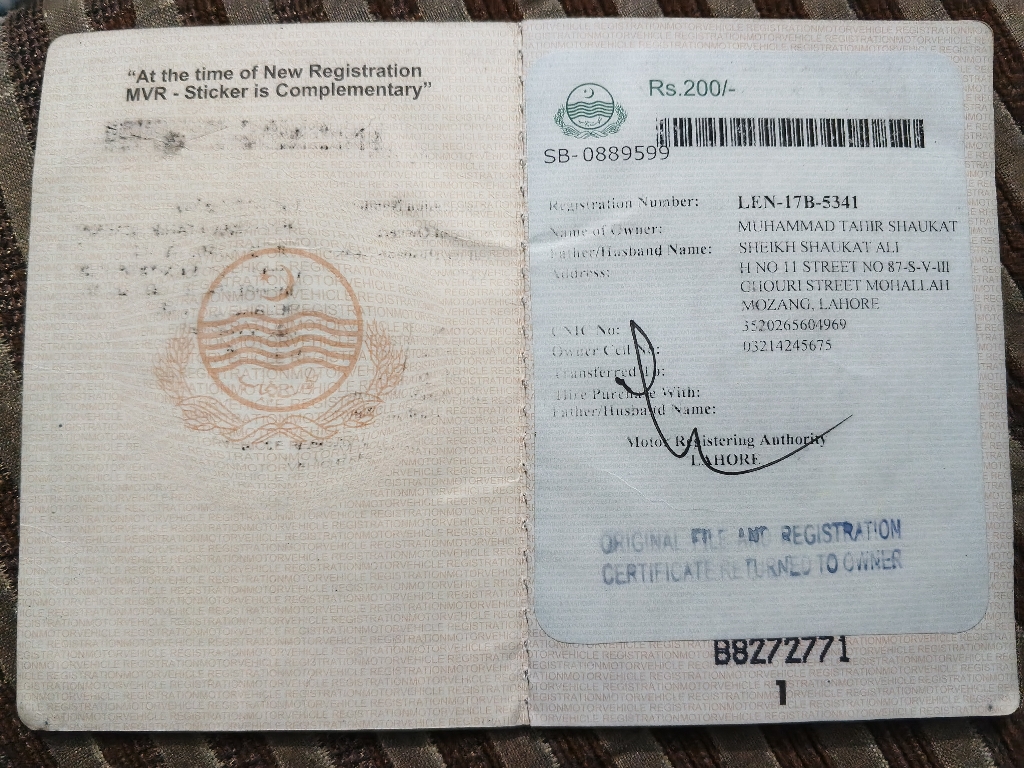 "At the time of New Registration
MVR - Sticker is Complementary"
Rs.200/-
SB-0889599
Registration Number: LEN-17B-5341
Name of Owner: MUHAMMAD TAHIR SHAUKAT
Father/Husband Name: SHEIKH SHAUKAT ALI
Address: H NO 11 STREET NO 87-S-V-III
GHOURI STREET MOHALLAH
MOZANG, LAHORE
CNIC No: 3520265604969
Owner Cell No: 03214245675
Transferred To:
Hire Purchase With:
Father/Husband Name:
Motor Registering Authority
LAHORE
ORIGINAL FILE AND REGISTRATION
CERTIFICATE RETURNED TO OWNER
B8272771
1